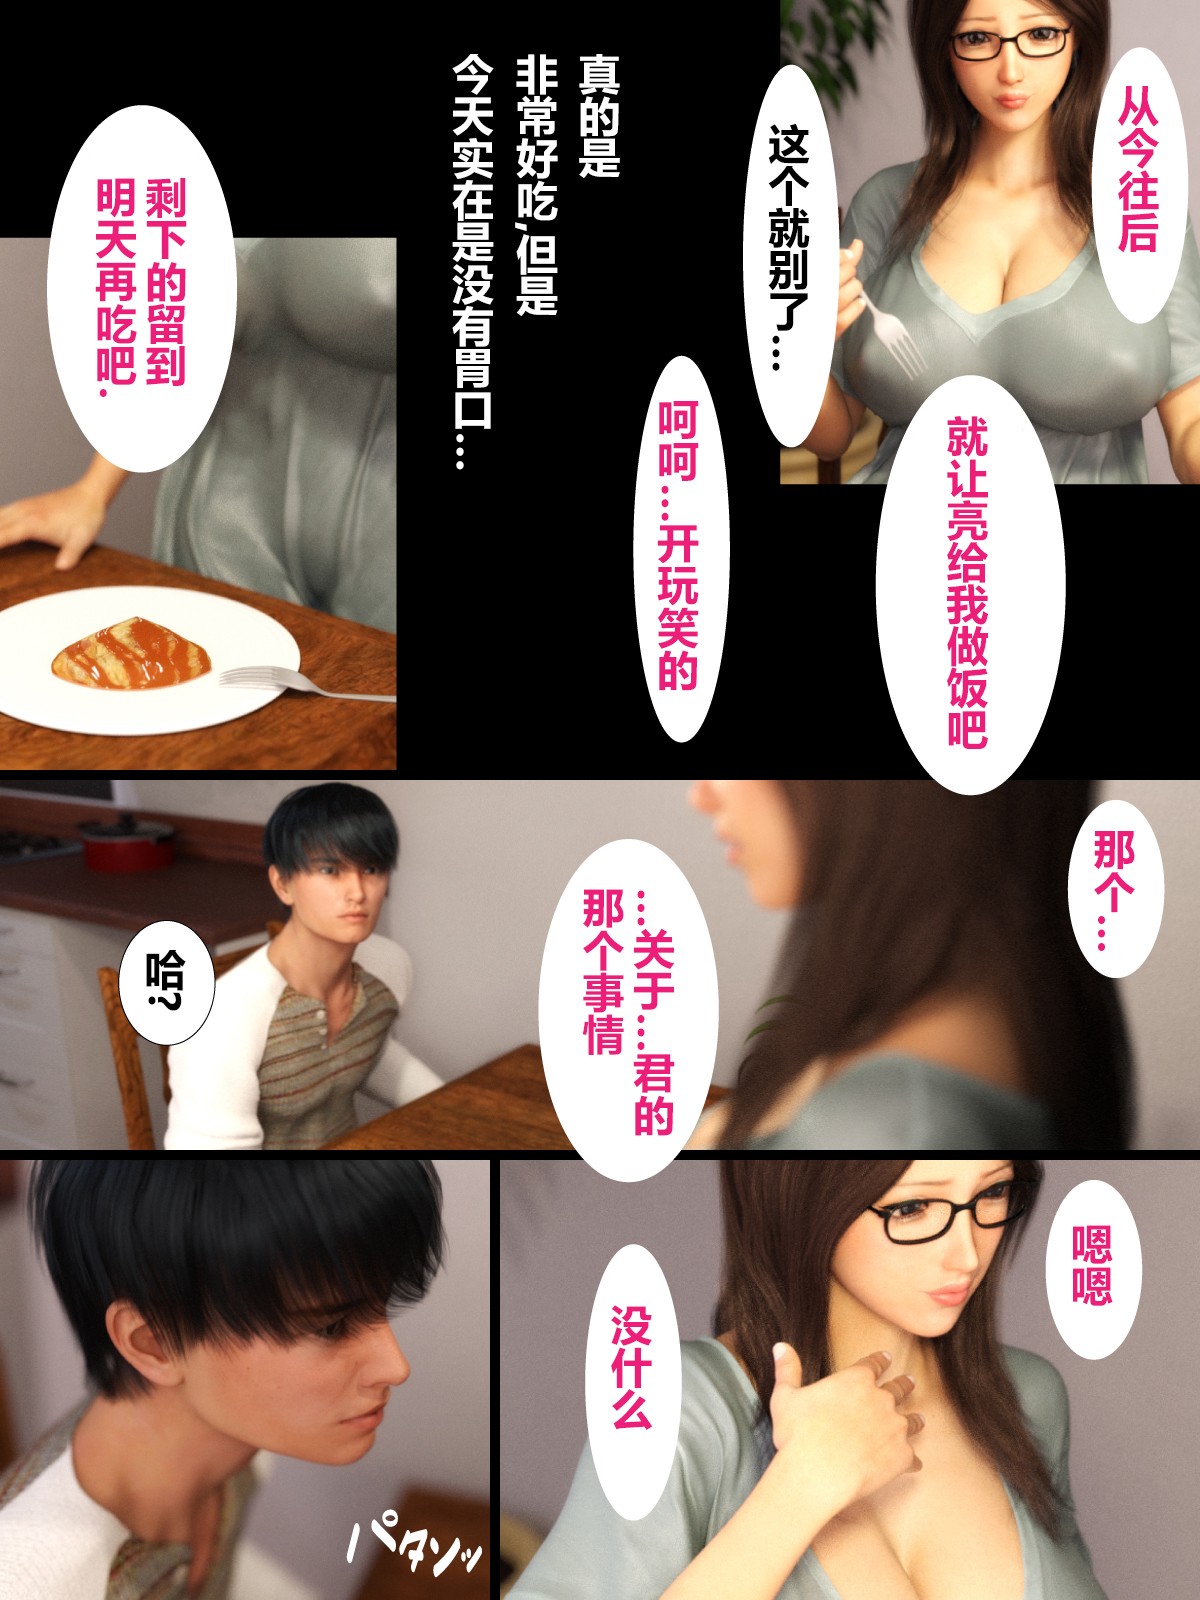 从今往后
就让亮给我做饭吧
这个就别了…
呵呵…开玩笑的
真的是
非常好吃,但是
今天实在是没有胃口…
剩下的留到
明天再吃吧.
那个…
…关于…君的
那个事情
哈?
嗯嗯
没什么
パタンッ